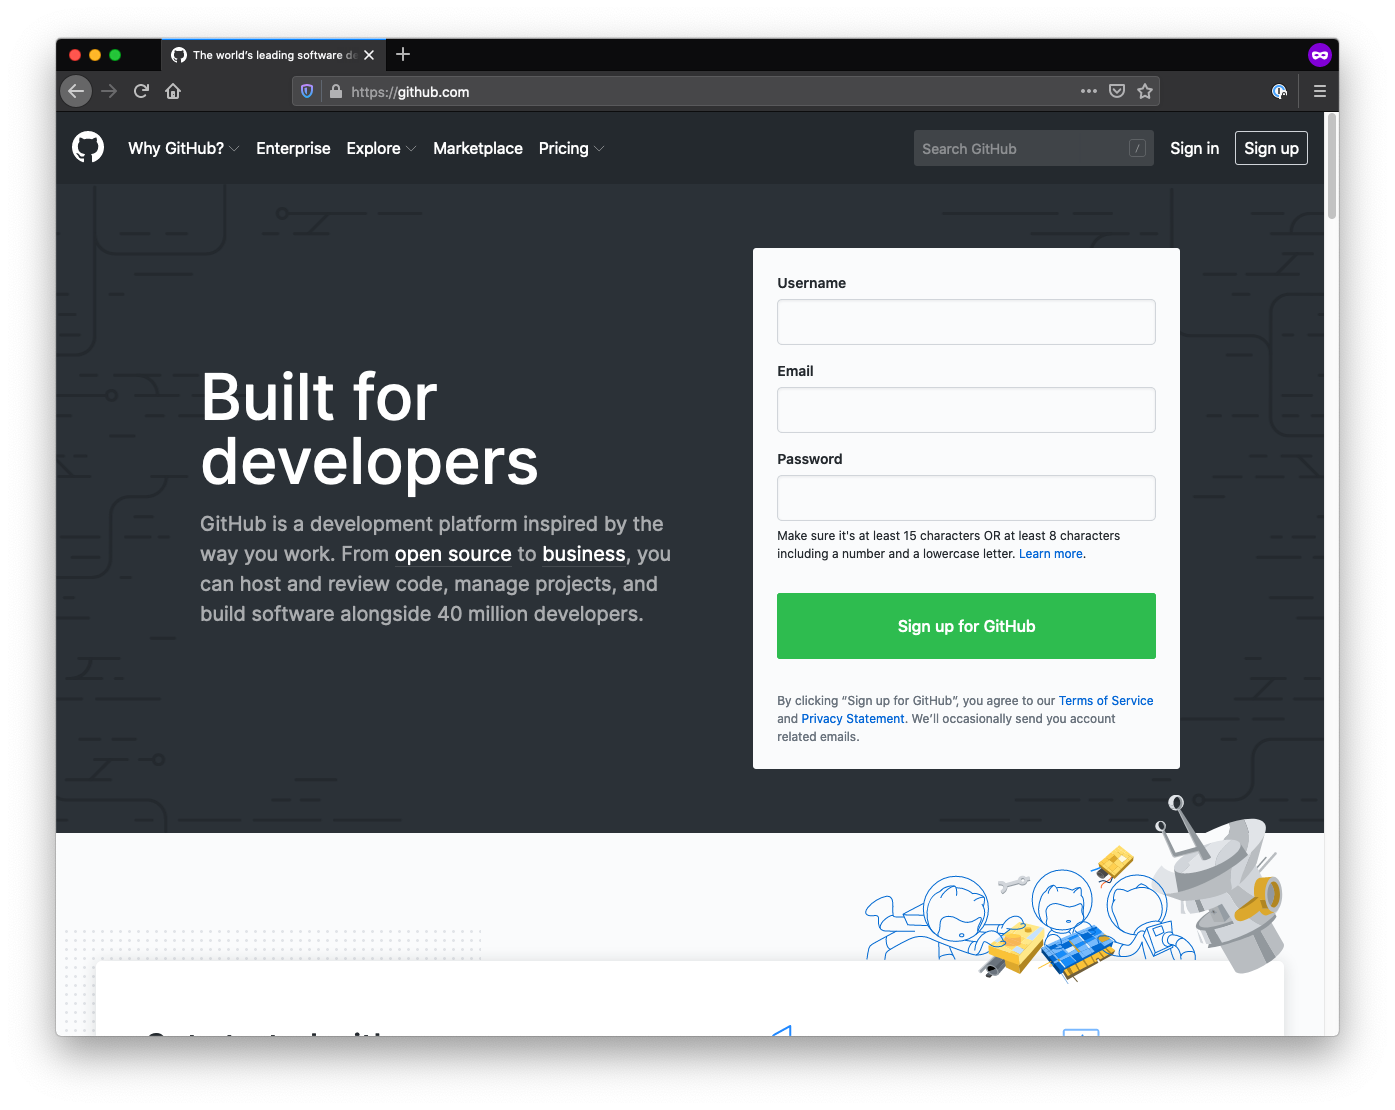 The world's leading software de
https://github.com
Why GitHub?
Enterprise
Explore
Marketplace
Pricing
Search GitHub
/
Sign in
Sign up
Built for
developers
GitHub is a development platform inspired by the
way you work. From open source to business, you
can host and review code, manage projects, and
build software alongside 40 million developers.
Username
Email
Password
Make sure it's at least 15 characters OR at least 8 characters
including a number and a lowercase letter. Learn more.
Sign up for GitHub
By clicking “Sign up for GitHub”, you agree to our Terms of Service
and Privacy Statement. We’ll occasionally send you account
related emails.